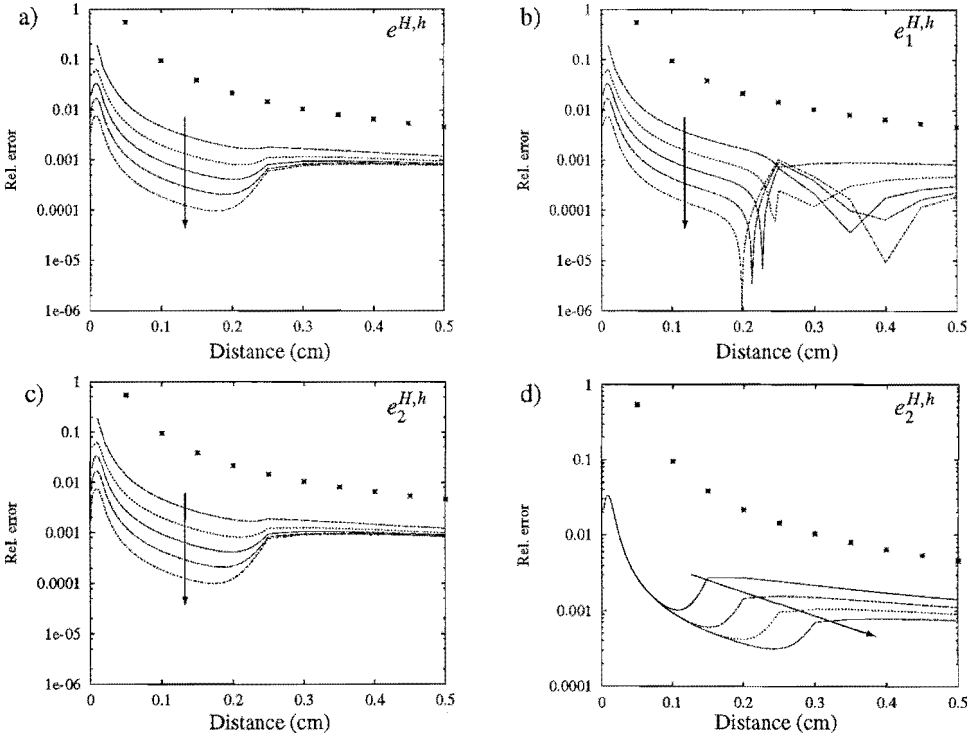 a)
e^{H,h}
Rel. error
1
0.1
0.01
0.001
0.0001
1e-05
1e-06
0 0.1 0.2 0.3 0.4 0.5
Distance (cm)
b)
e_1^{H,h}
Rel. error
1
0.1
0.01
0.001
0.0001
1e-05
1e-06
0 0.1 0.2 0.3 0.4 0.5
Distance (cm)
c)
e_2^{H,h}
Rel. error
1
0.1
0.01
0.001
0.0001
1e-05
1e-06
0 0.1 0.2 0.3 0.4 0.5
Distance (cm)
d)
e_2^{H,h}
Rel. error
1
0.1
0.01
0.001
0.0001
0 0.1 0.2 0.3 0.4 0.5
Distance (cm)